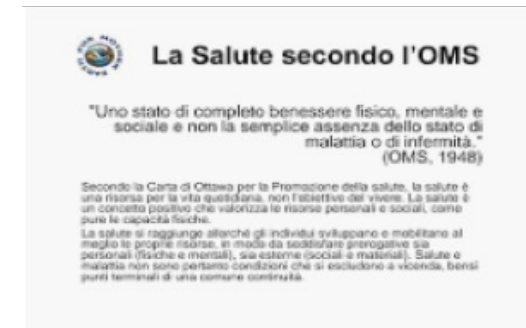 La Salute secondo l'OMS
"Uno stato di completo benessere fisico, mentale e
sociale e non la semplice assenza dello stato di
malattia o di infermità."
(OMS, 1948)
Secondo la Carta di Ottawa per la Promozione della salute, la salute è
una risorsa per la vita quotidiana, non l'obiettivo del vivere. La salute è
un concetto positivo che valorizza le risorse personali e sociali, come
pure le capacità fisiche.
La salute si raggiunge allorché gli individui sviluppano e mobilitano al
meglio le proprie risorse, in modo da soddisfare prerogative sia
personali (fisiche e mentali), sia esterne (sociali e materiali). Salute e
malattia non sono pertanto condizioni che si escludono a vicenda, bensì
punti terminali di una comune continuità.